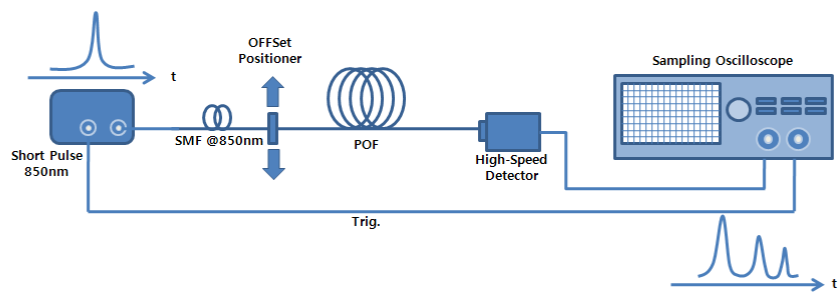 OFFSet
Positioner
t
Sampling Oscilloscope
SMF @850nm
POF
Short Pulse
850nm
High-Speed
Detector
Trig.
t